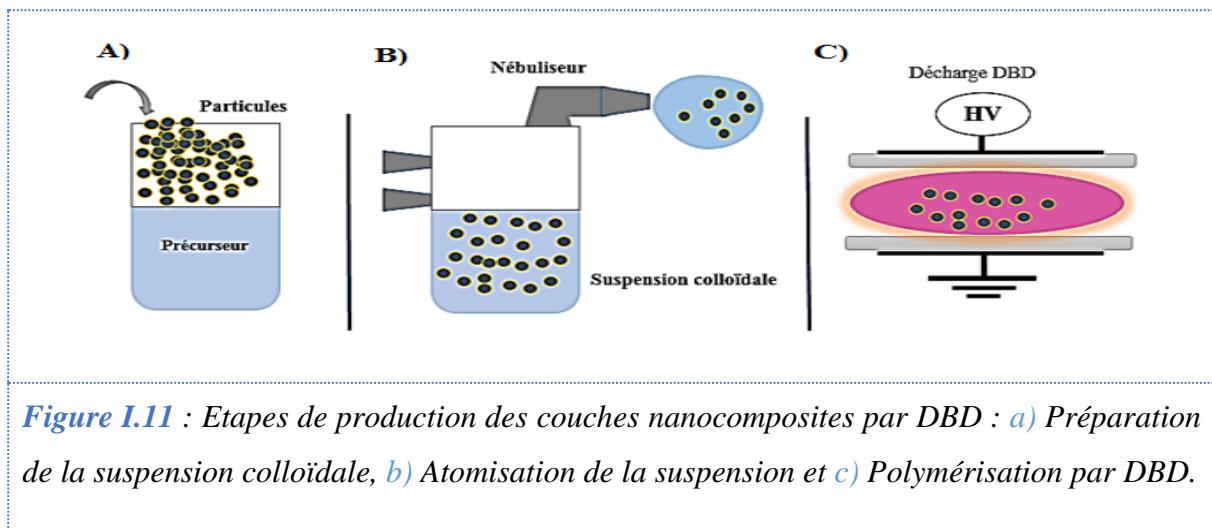 A)
Particules
Précurseur
B)
Nébuliseur
Suspension colloïdale
C)
Décharge DBD
HV
Figure I.11 : Etapes de production des couches nanocomposites par DBD : a) Préparation
de la suspension colloïdale, b) Atomisation de la suspension et c) Polymérisation par DBD.